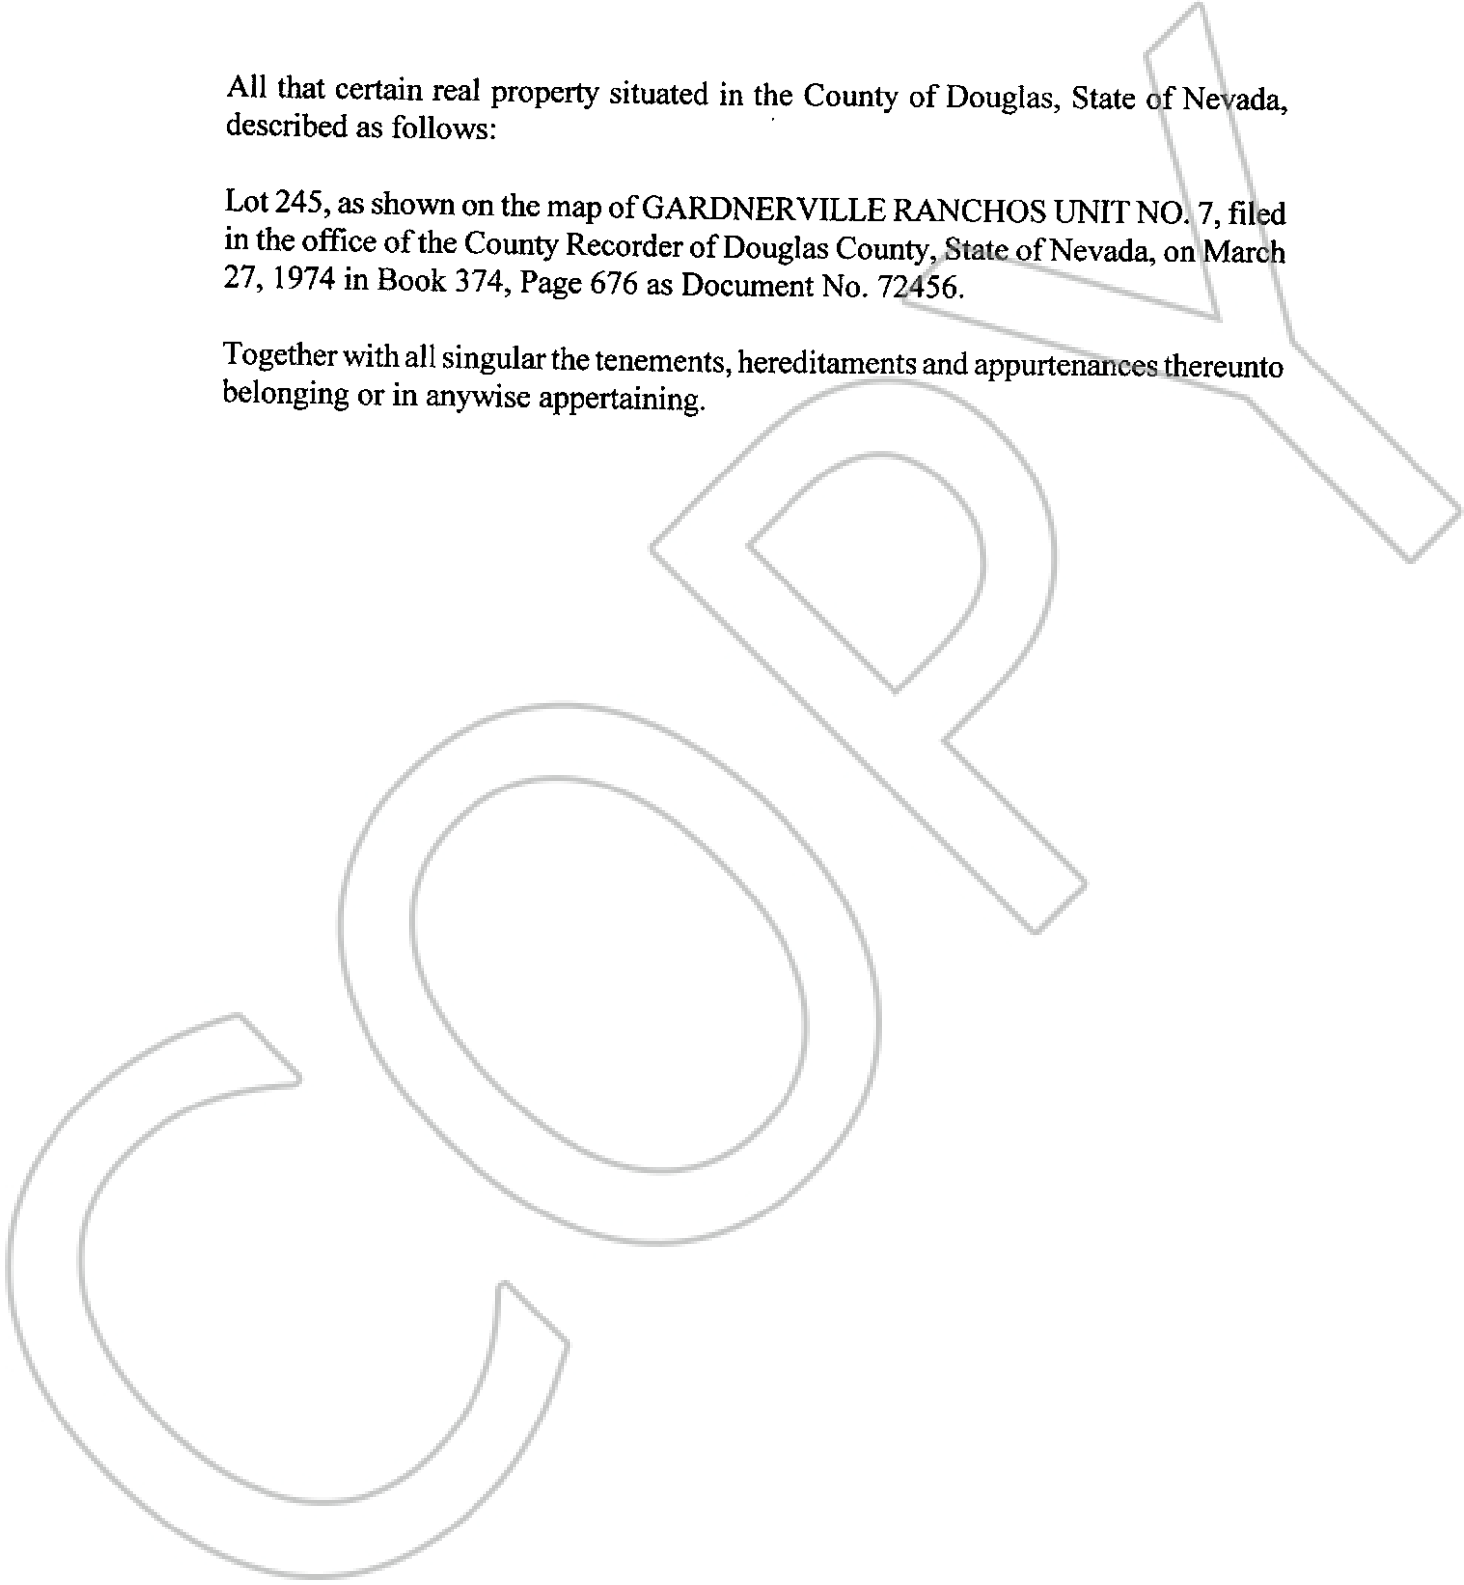 All that certain real property situated in the County of Douglas, State of Nevada,
described as follows:
Lot 245, as shown on the map of GARDNERVILLE RANCHOS UNIT NO. 7, filed
in the office of the County Recorder of Douglas County, State of Nevada, on March
27, 1974 in Book 374, Page 676 as Document No. 72456.
Together with all singular the tenements, hereditaments and appurtenances thereunto
belonging or in anywise appertaining.
COPY